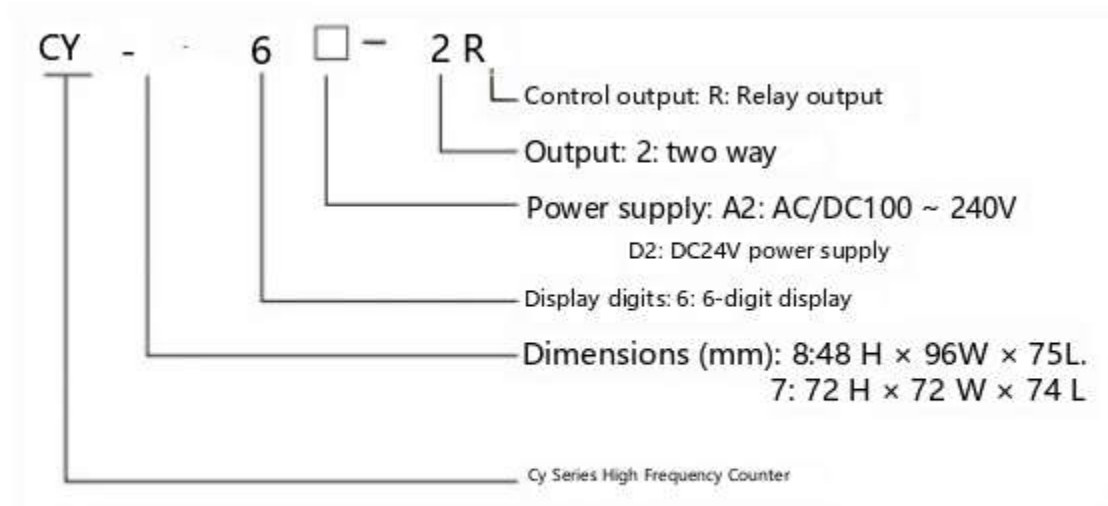 CY - - 6 □ - 2 R
Control output: R: Relay output
Output: 2: two way
Power supply: A2: AC/DC100 ~ 240V
D2: DC24V power supply
Display digits: 6: 6-digit display
Dimensions (mm): 8:48 H × 96W × 75L.
7: 72 H × 72 W × 74 L
Cy Series High Frequency Counter